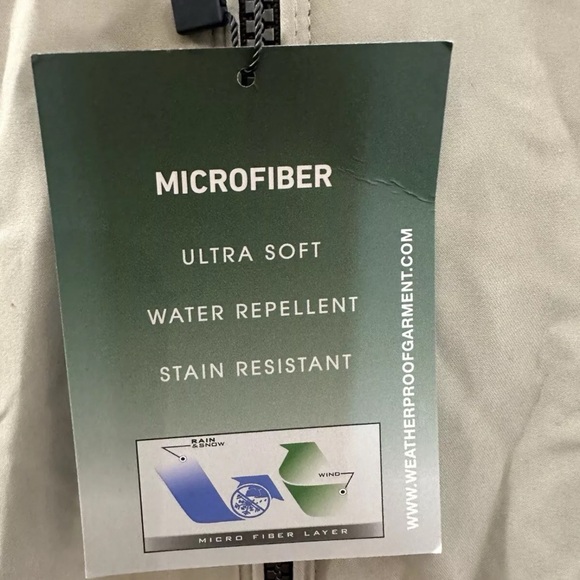 MICROFIBER
ULTRA SOFT
WATER REPELLENT
STAIN RESISTANT
RAIN
& SNOW
WIND
MICRO FIBER LAYER
WWW.WEATHERPROOFGARMENT.COM